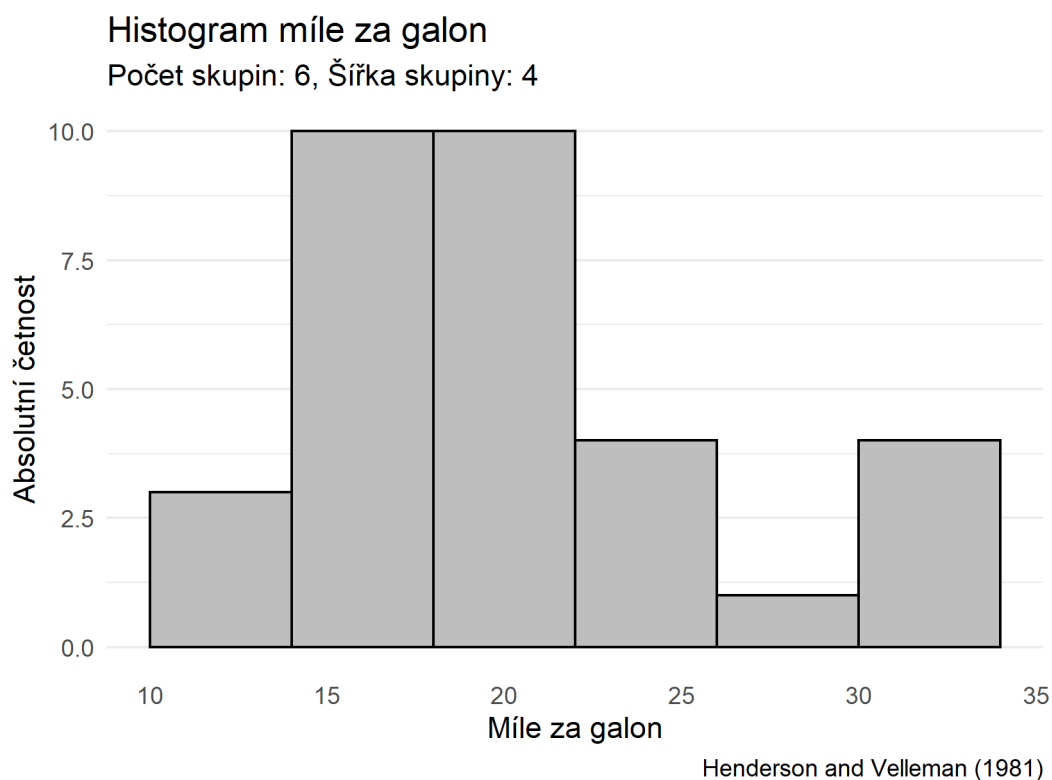 Histogram míle za galon
Počet skupin: 6, Šířka skupiny: 4
Absolutní četnost
10.0
7.5
5.0
2.5
0.0
10 15 20 25 30 35
Míle za galon
Henderson and Velleman (1981)